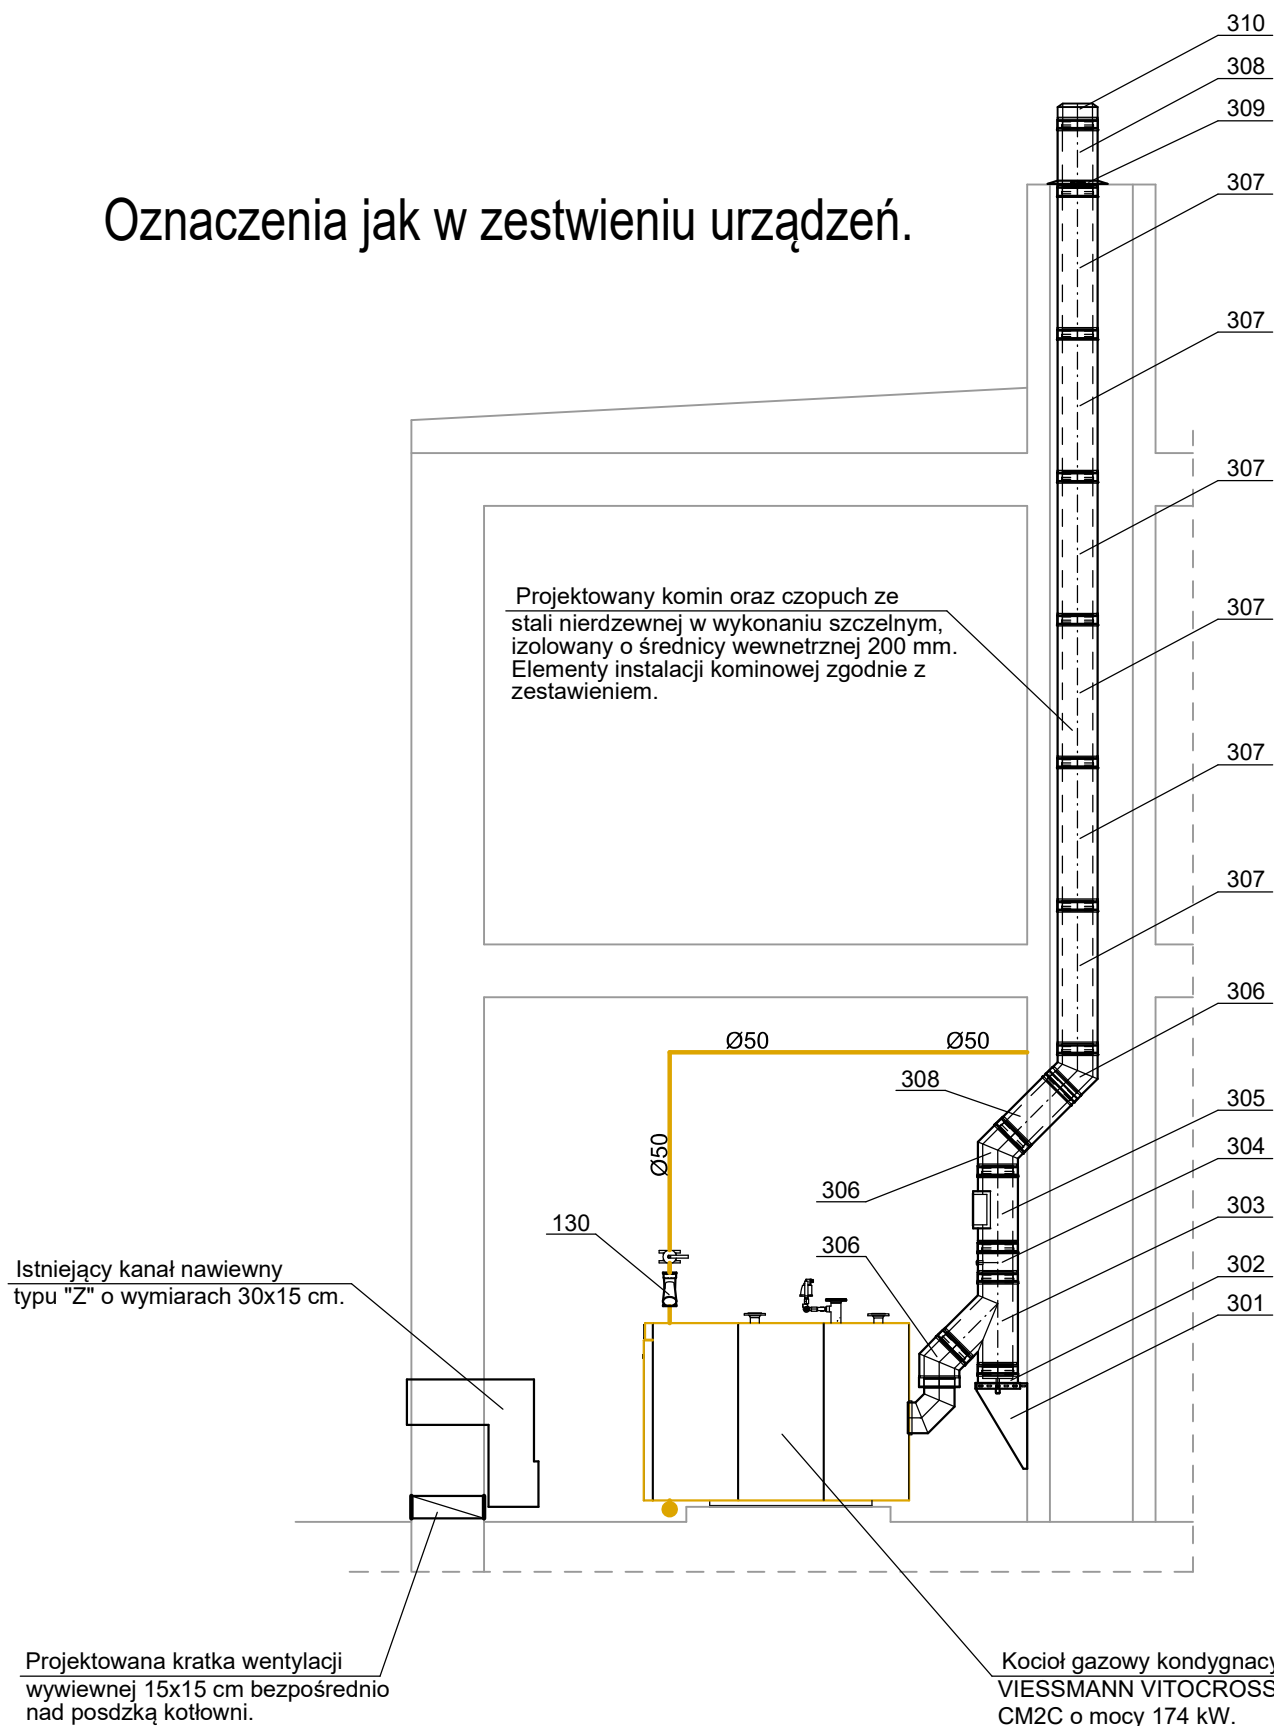 310
308
309
307
Oznaczenia jak w zestwieniu urządzeń.
307
307
Projektowany komin oraz czopuch ze
stali nierdzewnej w wykonaniu szczelnym,
izolowany o średnicy wewnetrznej 200 mm.
Elementy instalacji kominowej zgodnie z
zestawieniem.
307
307
307
306
Ø50
Ø50
308
305
Ø50
304
306
303
130
306
302
301
Istniejący kanał nawiewny
typu "Z" o wymiarach 30x15 cm.
Projektowana kratka wentylacji
wywiewnej 15x15 cm bezpośrednio
nad posdzką kotłowni.
Kocioł gazowy kondygnacy
VIESSMANN VITOCROSS
CM2C o mocy 174 kW.